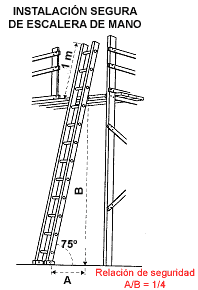 INSTALACIÓN SEGURA
DE ESCALERA DE MANO
1 m
B
75º
A
Relación de seguridad
A/B = 1/4